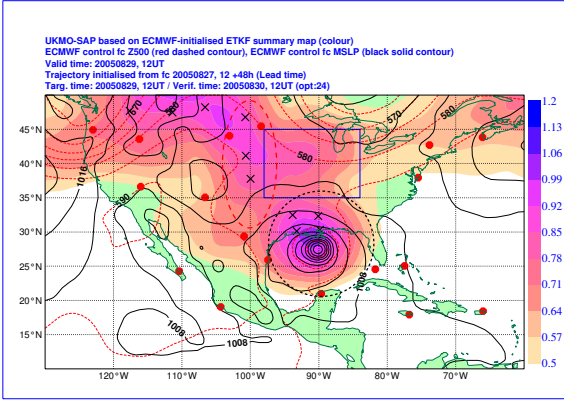 UKMO-SAP based on ECMWF-initialised ETKF summary map (colour)
ECMWF control fc Z500 (red dashed contour), ECMWF control fc MSLP (black solid contour)
Valid time: 20050829, 12UT
Trajectory initialised from fc 20050827, 12 +48h (Lead time)
Targ. time: 20050829, 12UT / Verif. time: 20050830, 12UT (opt:24)
1.2
1.13
1.06
0.99
0.92
0.85
0.78
0.71
0.64
0.57
0.5
45°N
40°N
35°N
30°N
25°N
20°N
15°N
120°W
110°W
100°W
90°W
80°W
70°W
570
580
570
580
580
590
1016
1008
1008
1008